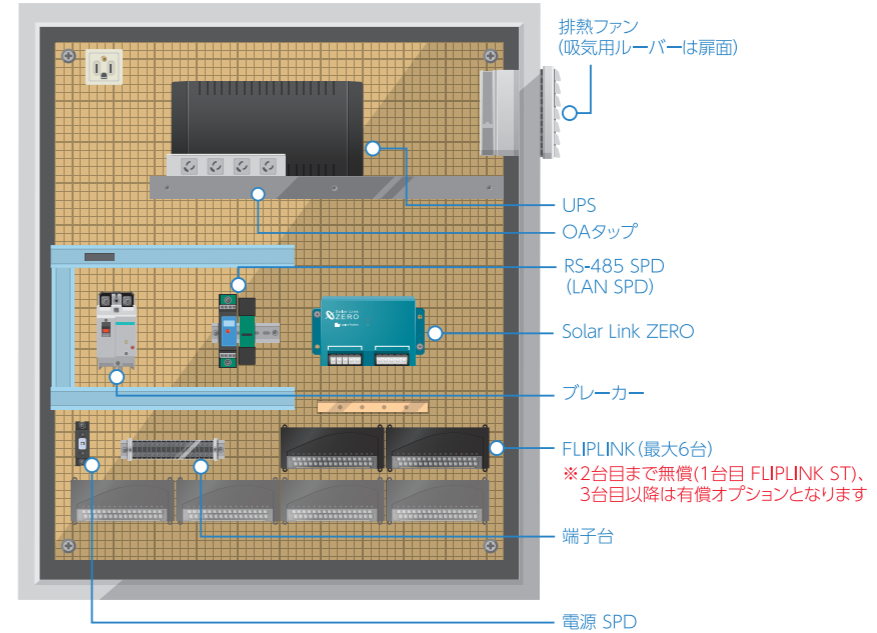 排熱ファン
(吸気用ルーバーは扉面)
UPS
OAタップ
RS-485 SPD
(LAN SPD)
Solar Link
ZERO
Solar Link ZERO
ブレーカー
FLIPLINK(最大6台)
※2台目まで無償(1台目 FLIPLINK ST)、
3台目以降は有償オプションとなります
端子台
電源 SPD